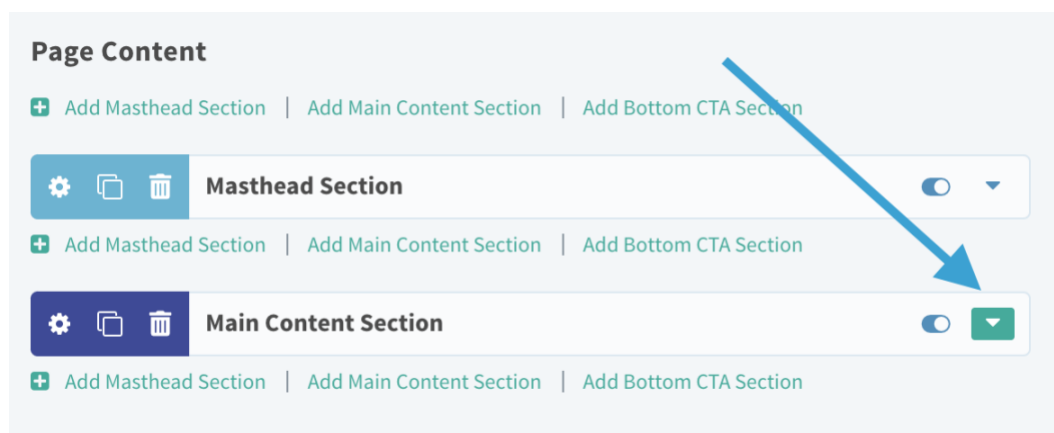 Page Content
Add Masthead Section | Add Main Content Section | Add Bottom CTA Section
Masthead Section
Add Masthead Section | Add Main Content Section | Add Bottom CTA Section
Main Content Section
Add Masthead Section | Add Main Content Section | Add Bottom CTA Section